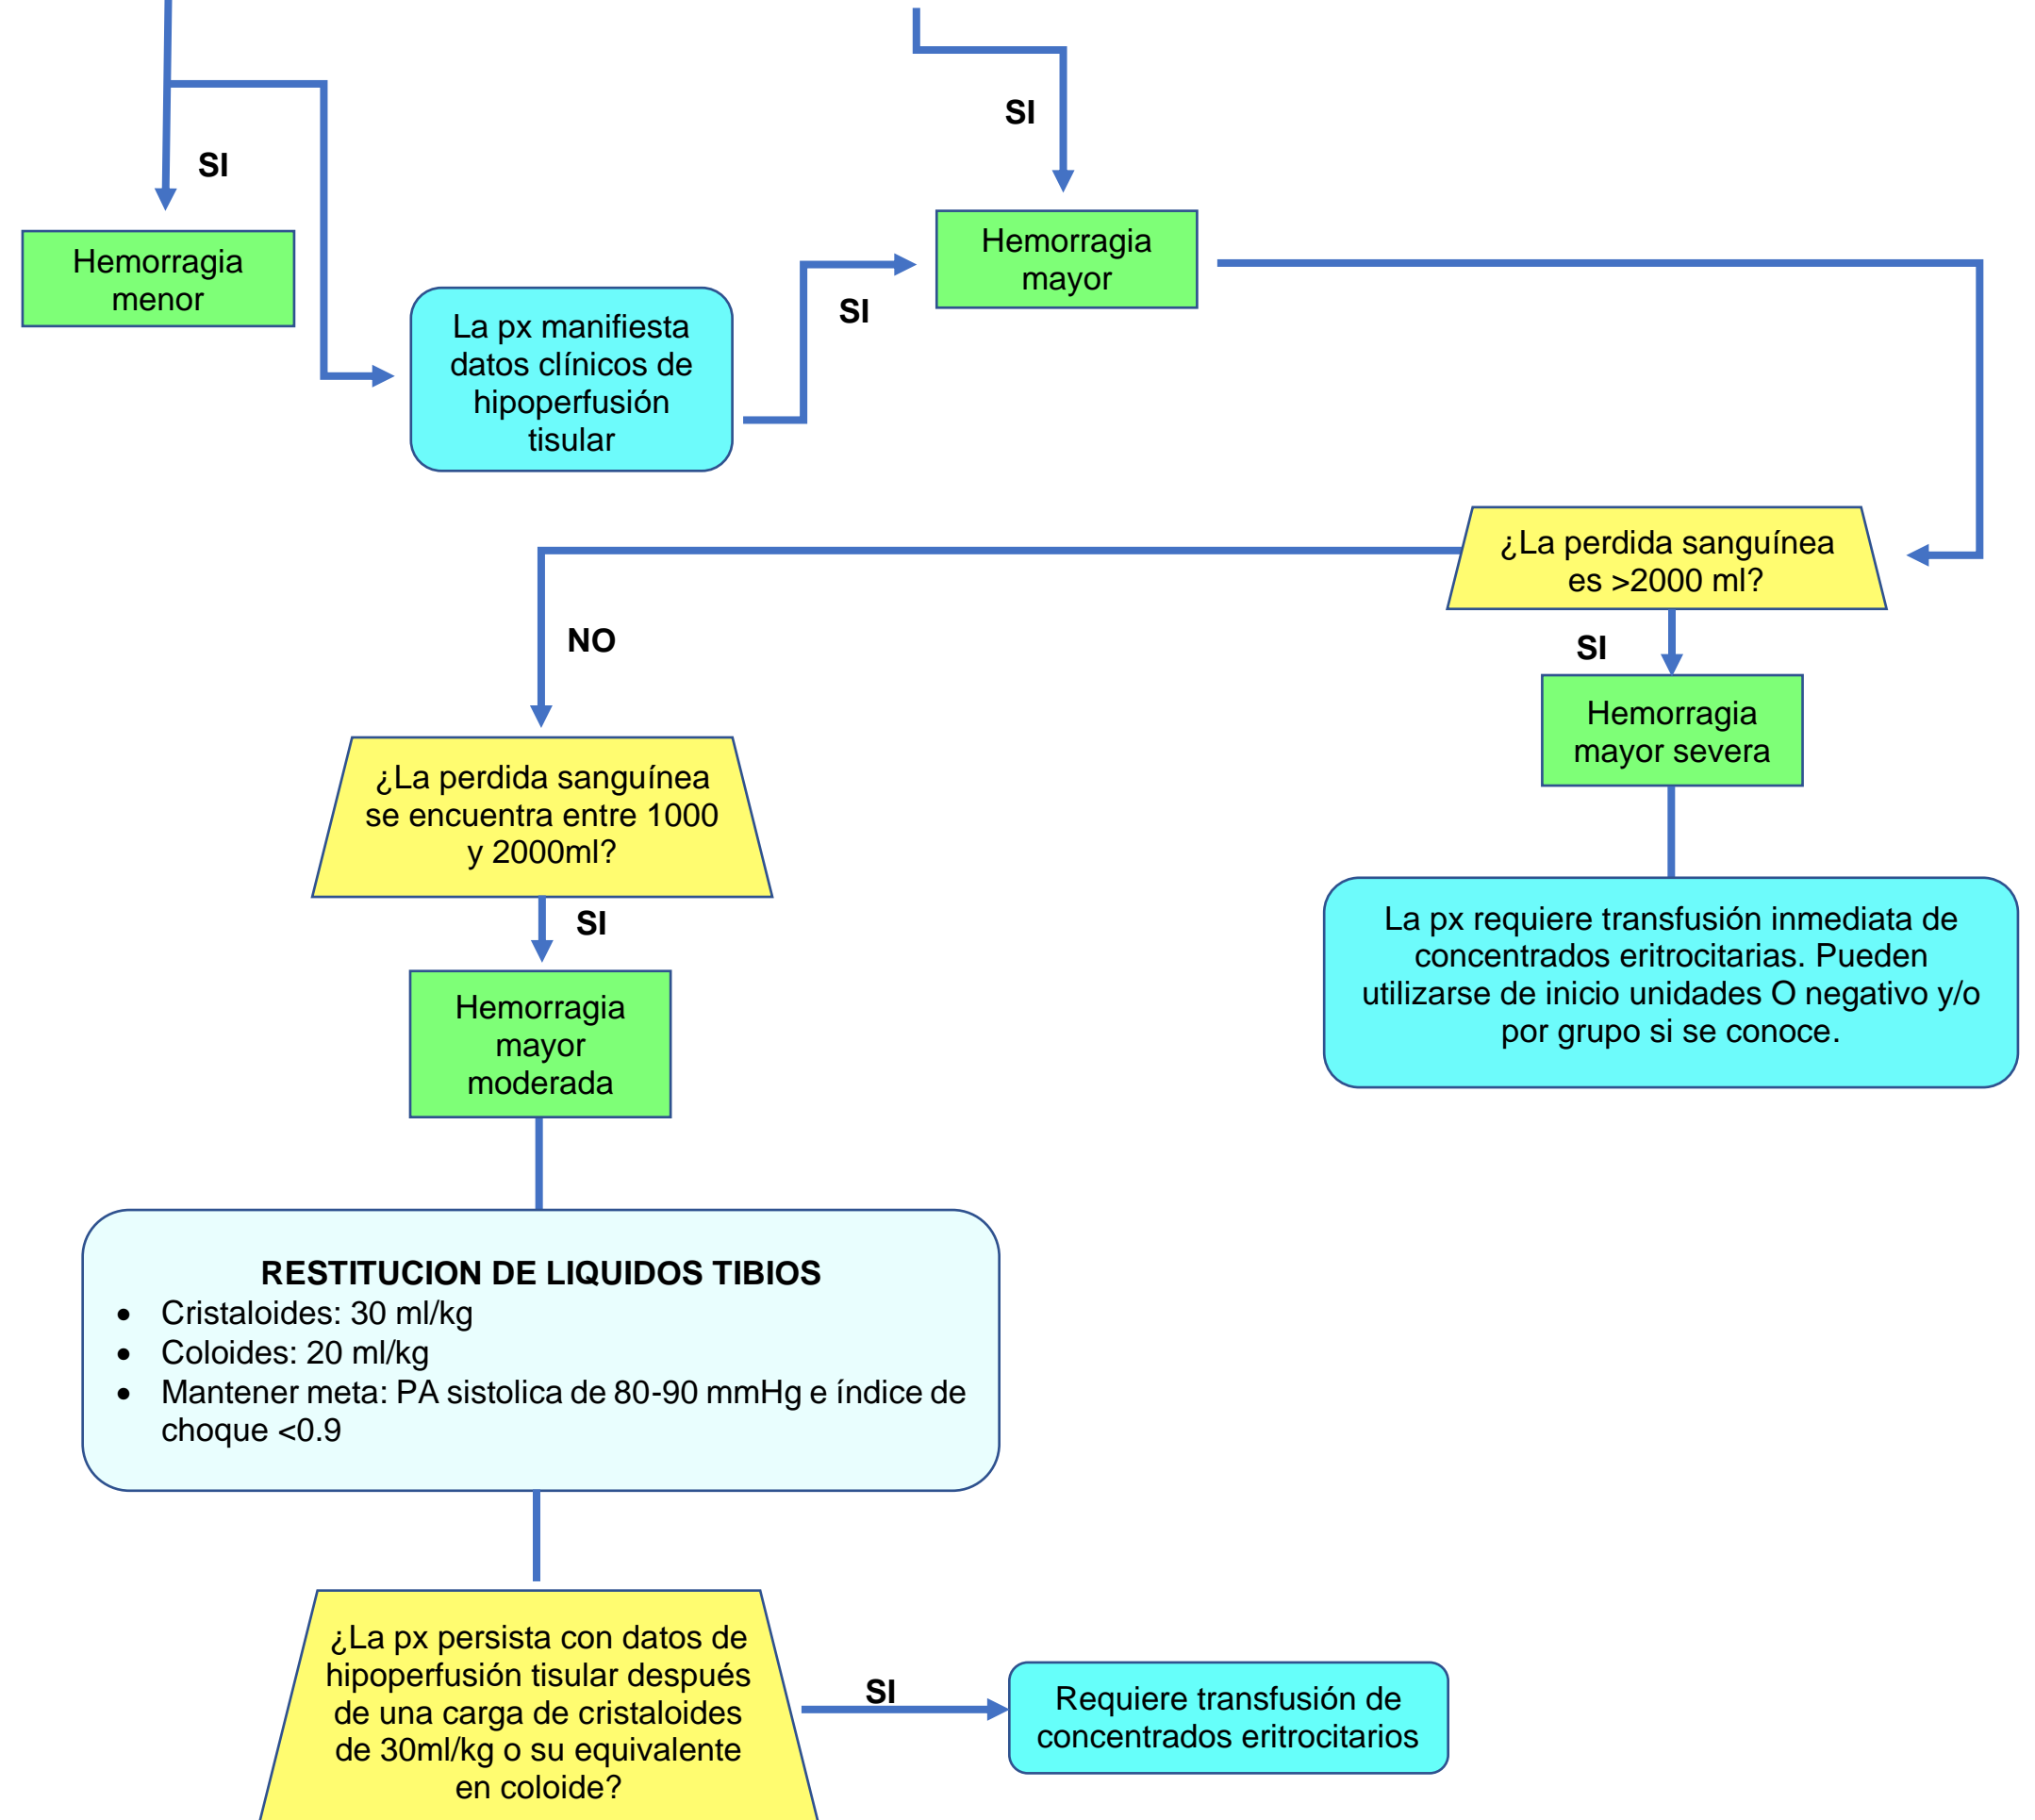 SI
SI
Hemorragia
menor
La px manifiesta
datos clínicos de
hipoperfusión
tisular
SI
Hemorragia
mayor
¿La perdida sanguínea
es >2000 ml?
NO
SI
Hemorragia
mayor severa
¿La perdida sanguínea
se encuentra entre 1000
y 2000ml?
SI
La px requiere transfusión inmediata de
concentrados eritrocitarias. Pueden
utilizarse de inicio unidades O negativo y/o
por grupo si se conoce.
Hemorragia
mayor
moderada
RESTITUCION DE LIQUIDOS TIBIOS
• Cristaloides: 30 ml/kg
• Coloides: 20 ml/kg
• Mantener meta: PA sistolica de 80-90 mmHg e índice de
choque <0.9
¿La px persista con datos de
hipoperfusión tisular después
de una carga de cristaloides
de 30ml/kg o su equivalente
en coloide?
SI
Requiere transfusión de
concentrados eritrocitarios